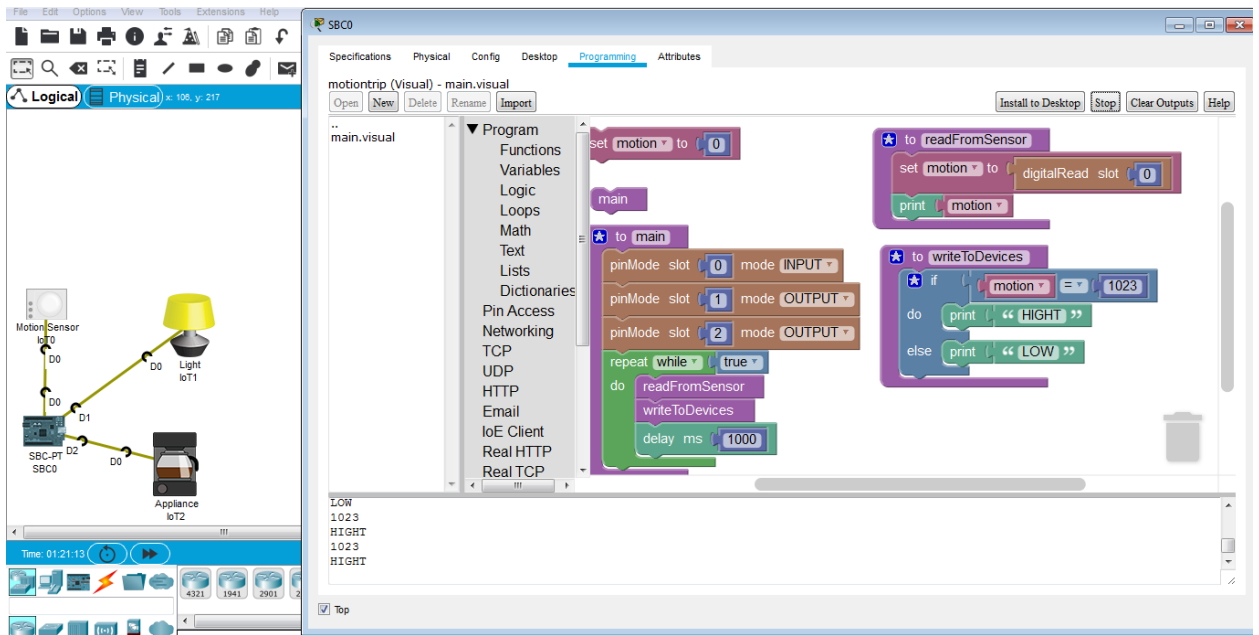 File Edit Options View Tools Extensions Help
Logical Physical x: 106, y: 217
Motion Sensor
IoT0
D0
D0
D0
Light
IoT1
D1
SBC-PT
SBC0
D2
D0
Appliance
IoT2
Time: 01:21:13
4321 1941 2901 2
SBC0
Specifications Physical Config Desktop Programming Attributes
motiontrip (Visual) - main.visual
Open New Delete Rename Import Install to Desktop Stop Clear Outputs Help
..
main.visual
Program
Functions
Variables
Logic
Loops
Math
Text
Lists
Dictionaries
Pin Access
Networking
TCP
UDP
HTTP
Email
IoE Client
Real HTTP
Real TCP
set motion to 0
main
to main
pinMode slot 0 mode INPUT
pinMode slot 1 mode OUTPUT
pinMode slot 2 mode OUTPUT
repeat while true
do readFromSensor
writeToDevices
delay ms 1000
to readFromSensor
set motion to digitalRead slot 0
print motion
to writeToDevices
if motion = 1023
do print “ HIGHT ”
else print “ LOW ”
LOW
1023
HIGHT
1023
HIGHT
Top